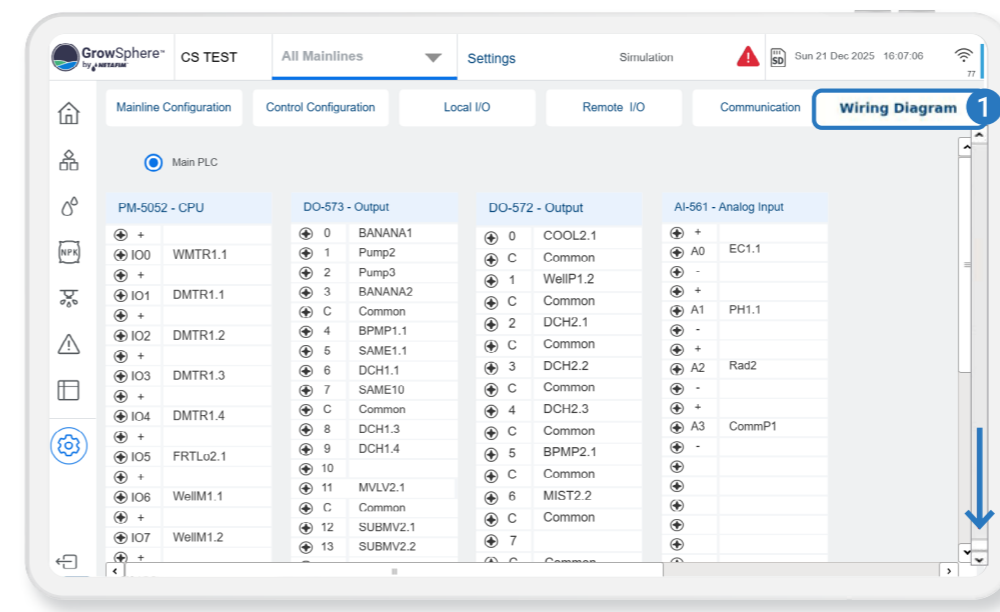 GrowSphere™ CS TEST All Mainlines Settings Simulation SD Sun 21 Dec 2025 16:07:06
by NETAFIM 77
Mainline Configuration Control Configuration Local I/O Remote I/O Communication Wiring Diagram 1
Main PLC
NPK
PM-5052 - CPU
+
IO0 WMTR1.1
+
IO1 DMTR1.1
+
IO2 DMTR1.2
+
IO3 DMTR1.3
+
IO4 DMTR1.4
+
IO5 FRTLo2.1
+
IO6 WellM1.1
+
IO7 WellM1.2
+
DO-573 - Output
0 BANANA1
1 Pump2
2 Pump3
3 BANANA2
C Common
4 BPMP1.1
5 SAME1.1
6 DCH1.1
7 SAME10
C Common
8 DCH1.3
9 DCH1.4
10
11 MVLV2.1
C Common
12 SUBMV2.1
13 SUBMV2.2
DO-572 - Output
0 COOL2.1
C Common
1 WellP1.2
C Common
2 DCH2.1
C Common
3 DCH2.2
C Common
4 DCH2.3
C Common
5 BPMP2.1
C Common
6 MIST2.2
C Common
7
C Common
AI-561 - Analog Input
+
A0 EC1.1
-
+
A1 PH1.1
-
+
A2 Rad2
-
+
A3 CommP1
-